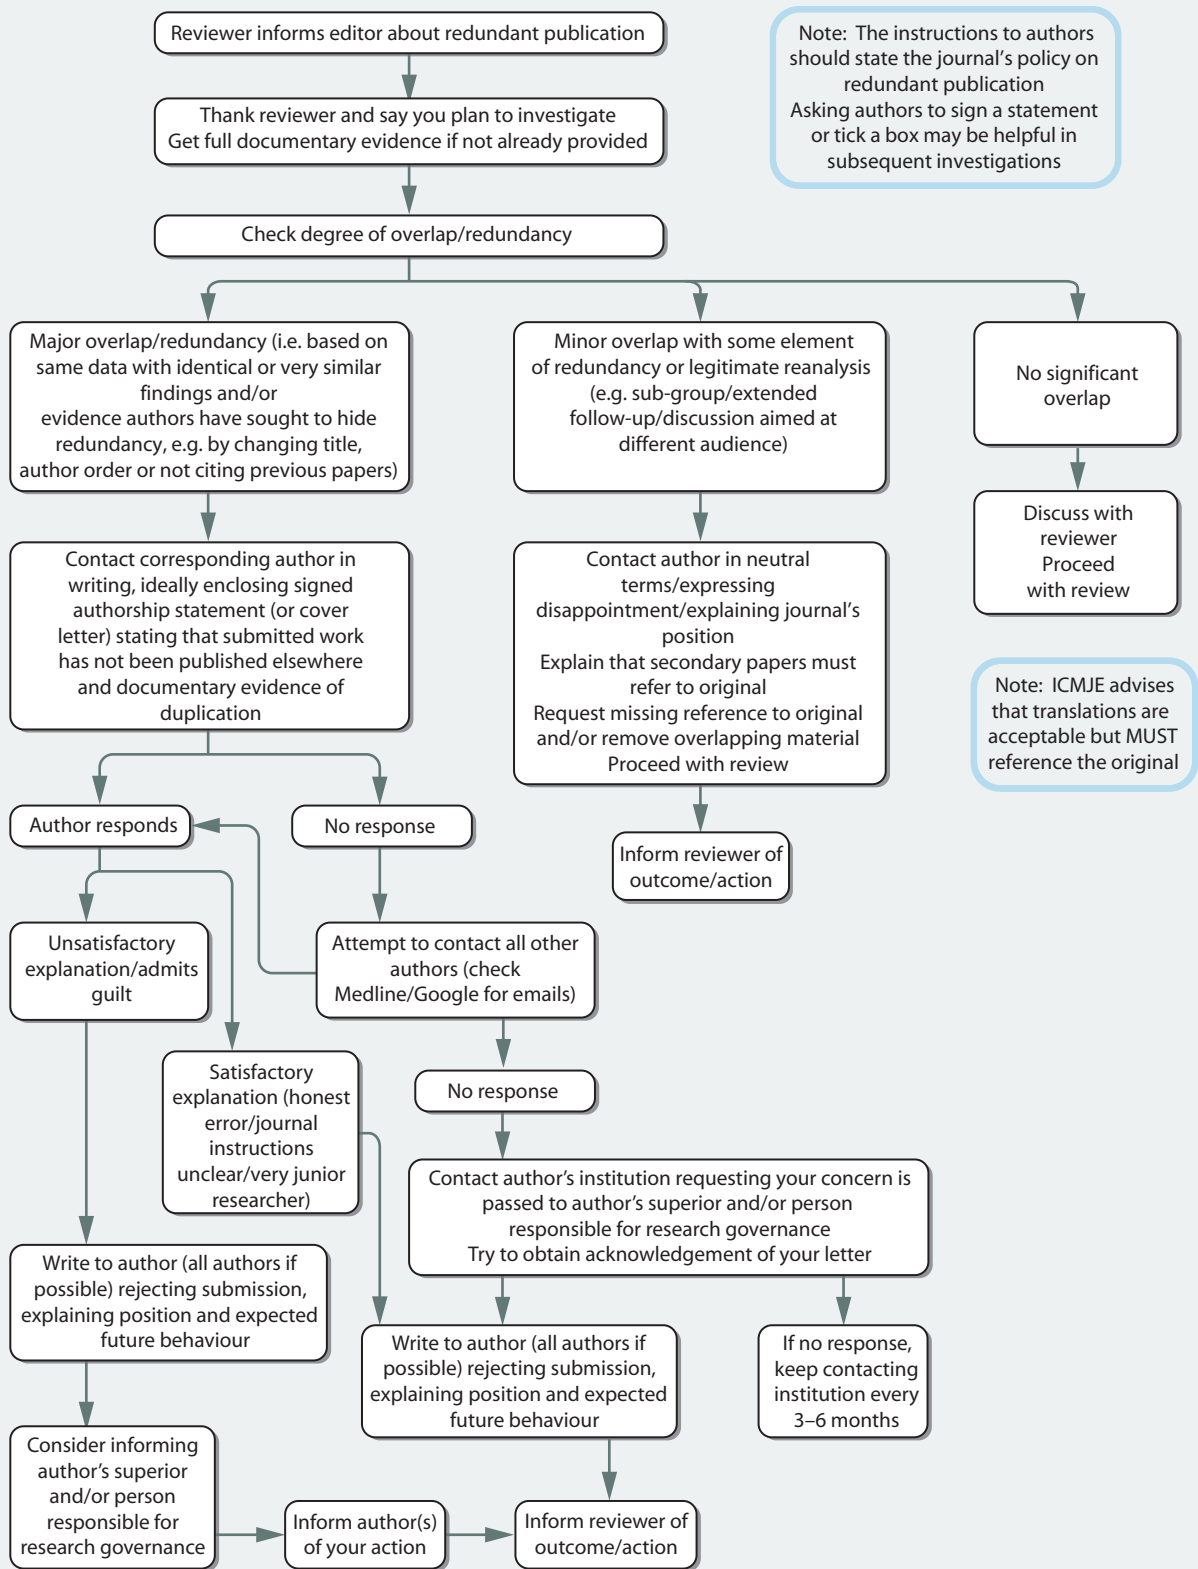 Reviewer informs editor about redundant publication
Note: The instructions to authors
should state the journal's policy on
redundant publication
Asking authors to sign a statement
or tick a box may be helpful in
subsequent investigations
Thank reviewer and say you plan to investigate
Get full documentary evidence if not already provided
Check degree of overlap/redundancy
Major overlap/redundancy (i.e. based on
same data with identical or very similar
findings and/or
evidence authors have sought to hide
redundancy, e.g. by changing title,
author order or not citing previous papers)
Minor overlap with some element
of redundancy or legitimate reanalysis
(e.g. sub-group/extended
follow-up/discussion aimed at
different audience)
No significant
overlap
Contact corresponding author in
writing, ideally enclosing signed
authorship statement (or cover
letter) stating that submitted work
has not been published elsewhere
and documentary evidence of
duplication
Contact author in neutral
terms/expressing
disappointment/explaining journal's
position
Explain that secondary papers must
refer to original
Request missing reference to original
and/or remove overlapping material
Proceed with review
Discuss with
reviewer
Proceed
with review
Note: ICMJE advises
that translations are
acceptable but MUST
reference the original
Author responds
No response
Inform reviewer of
outcome/action
Unsatisfactory
explanation/admits
guilt
Attempt to contact all other
authors (check
Medline/Google for emails)
Satisfactory
explanation (honest
error/journal
instructions
unclear/very junior
researcher)
No response
Contact author's institution requesting your concern is
passed to author's superior and/or person
responsible for research governance
Try to obtain acknowledgement of your letter
Write to author (all authors if
possible) rejecting submission,
explaining position and expected
future behaviour
Write to author (all authors if
possible) rejecting submission,
explaining position and expected
future behaviour
If no response,
keep contacting
institution every
3–6 months
Consider informing
author's superior
and/or person
responsible for
research governance
Inform author(s)
of your action
Inform reviewer of
outcome/action